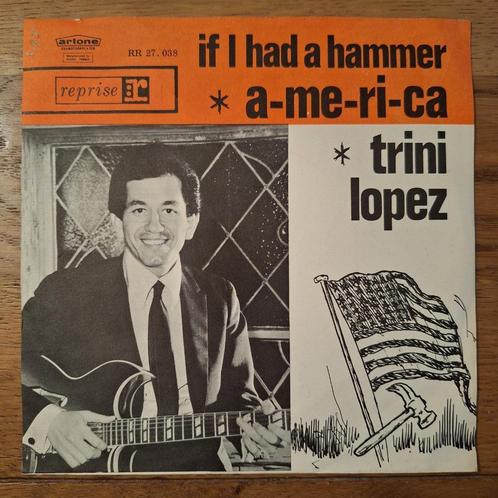 artone
RR 27.038
reprise r
if I had a hammer
* a-me-ri-ca
* trini
lopez